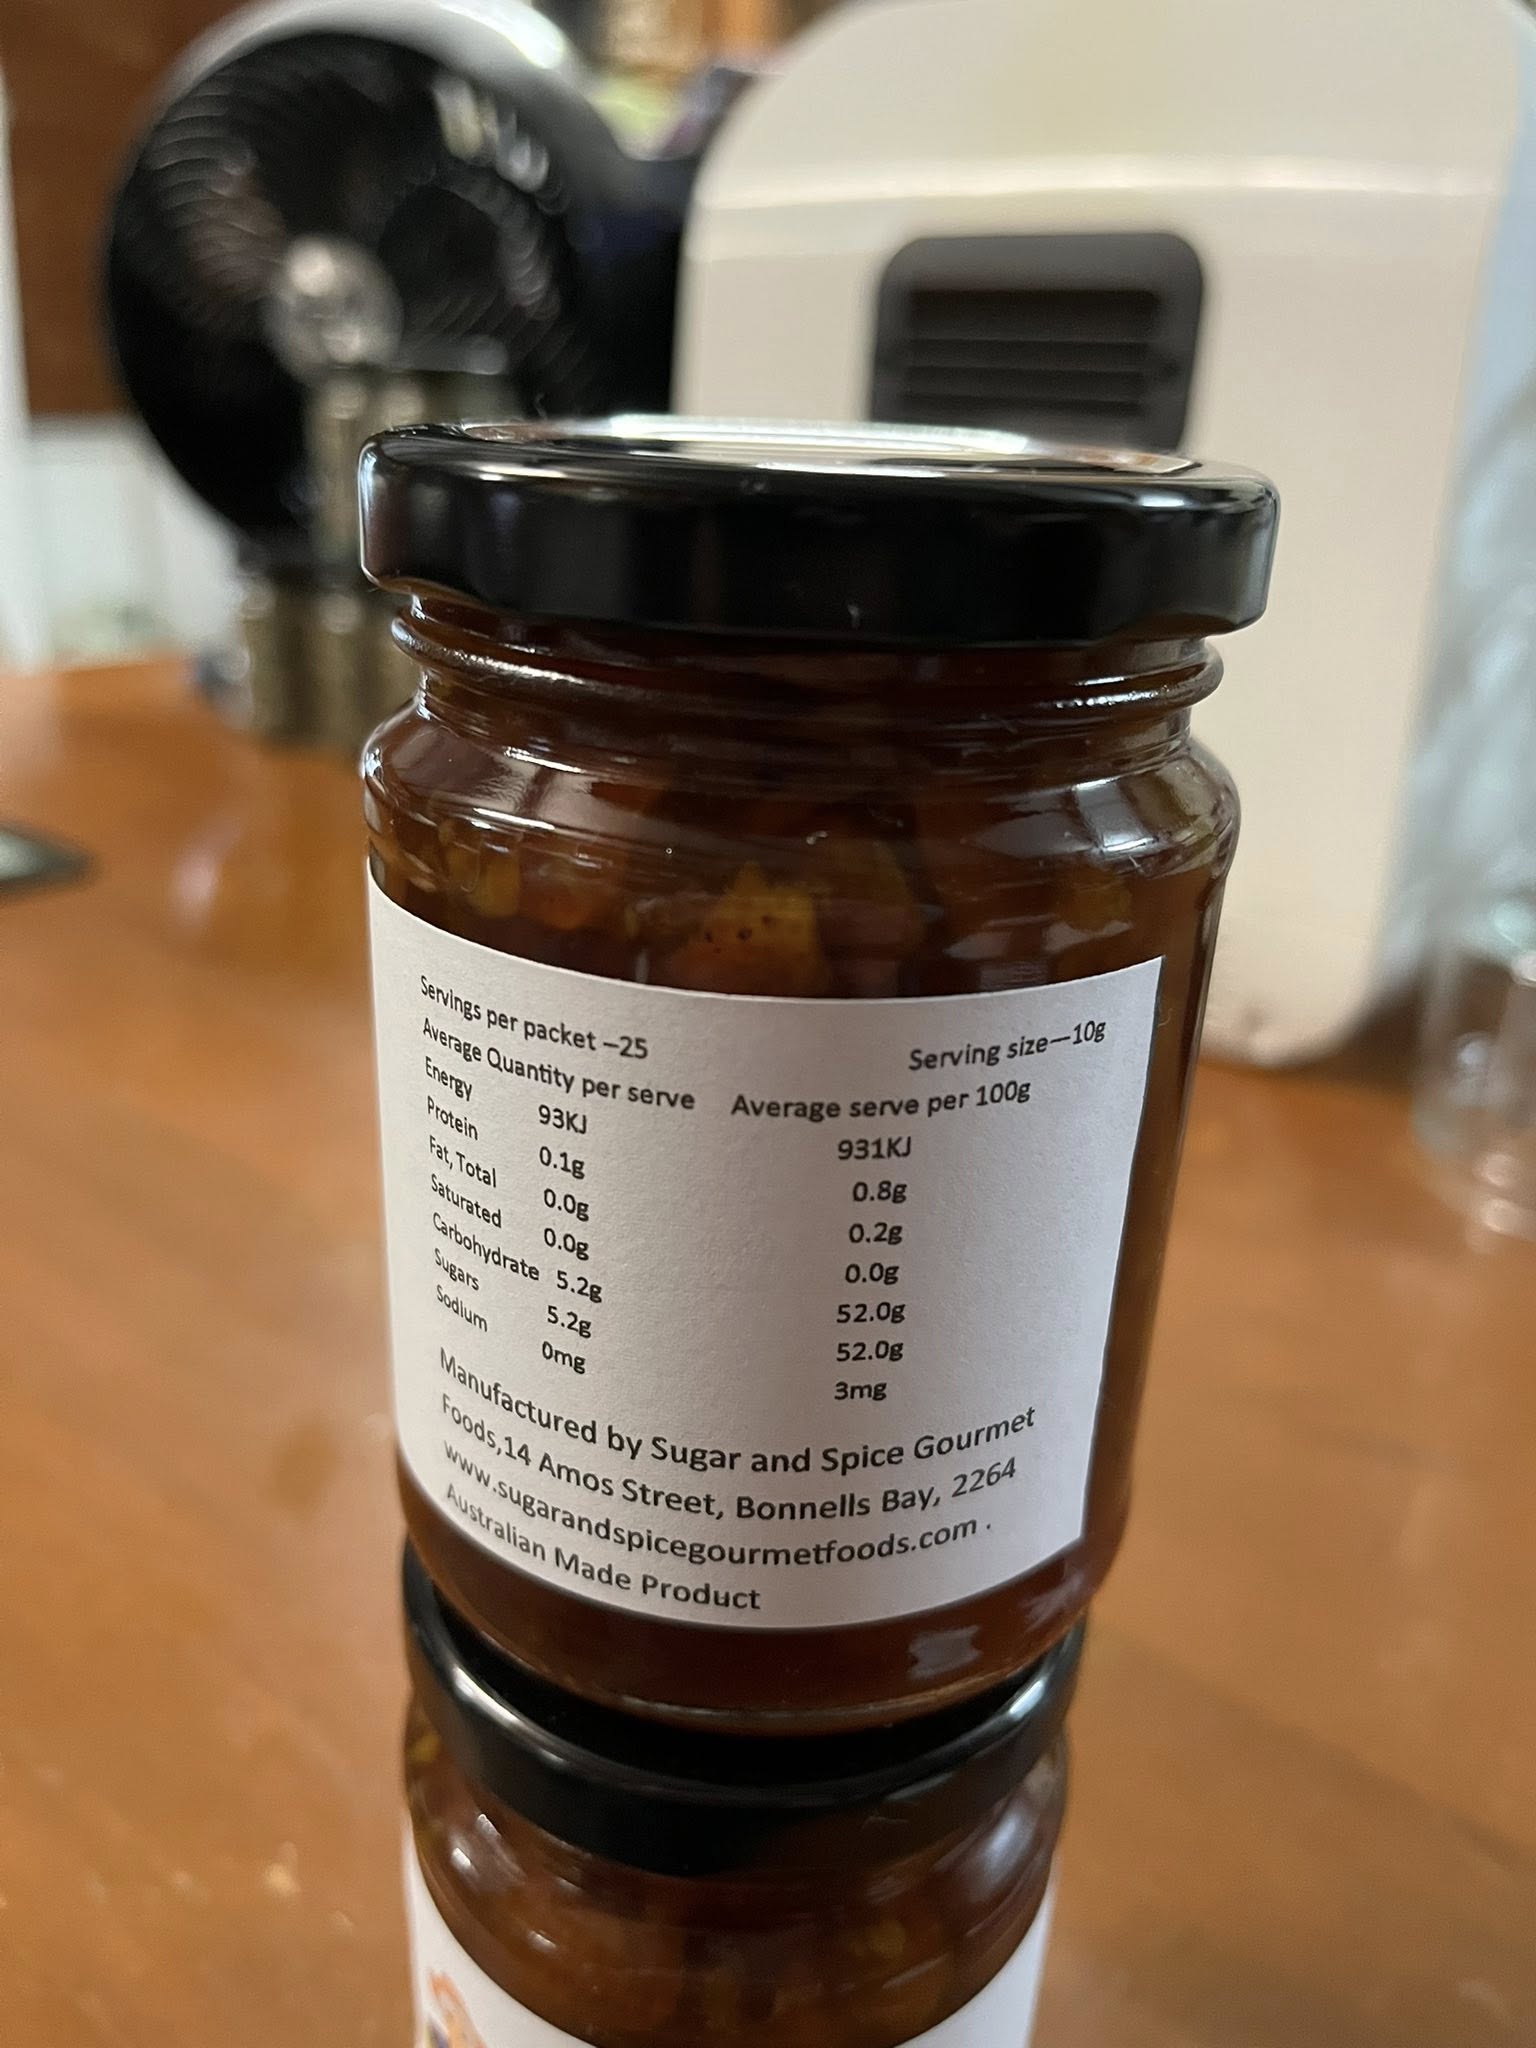 Servings per packet –25 Serving size—10g
Average Quantity per serve Average serve per 100g
Energy 93KJ 931KJ
Protein 0.1g 0.8g
Fat, Total 0.0g 0.2g
Saturated 0.0g 0.0g
Carbohydrate 5.2g 52.0g
Sugars 5.2g 52.0g
Sodium 0mg 3mg
Manufactured by Sugar and Spice Gourmet
Foods,14 Amos Street, Bonnells Bay, 2264
www.sugarandspicegourmetfoods.com .
Australian Made Product